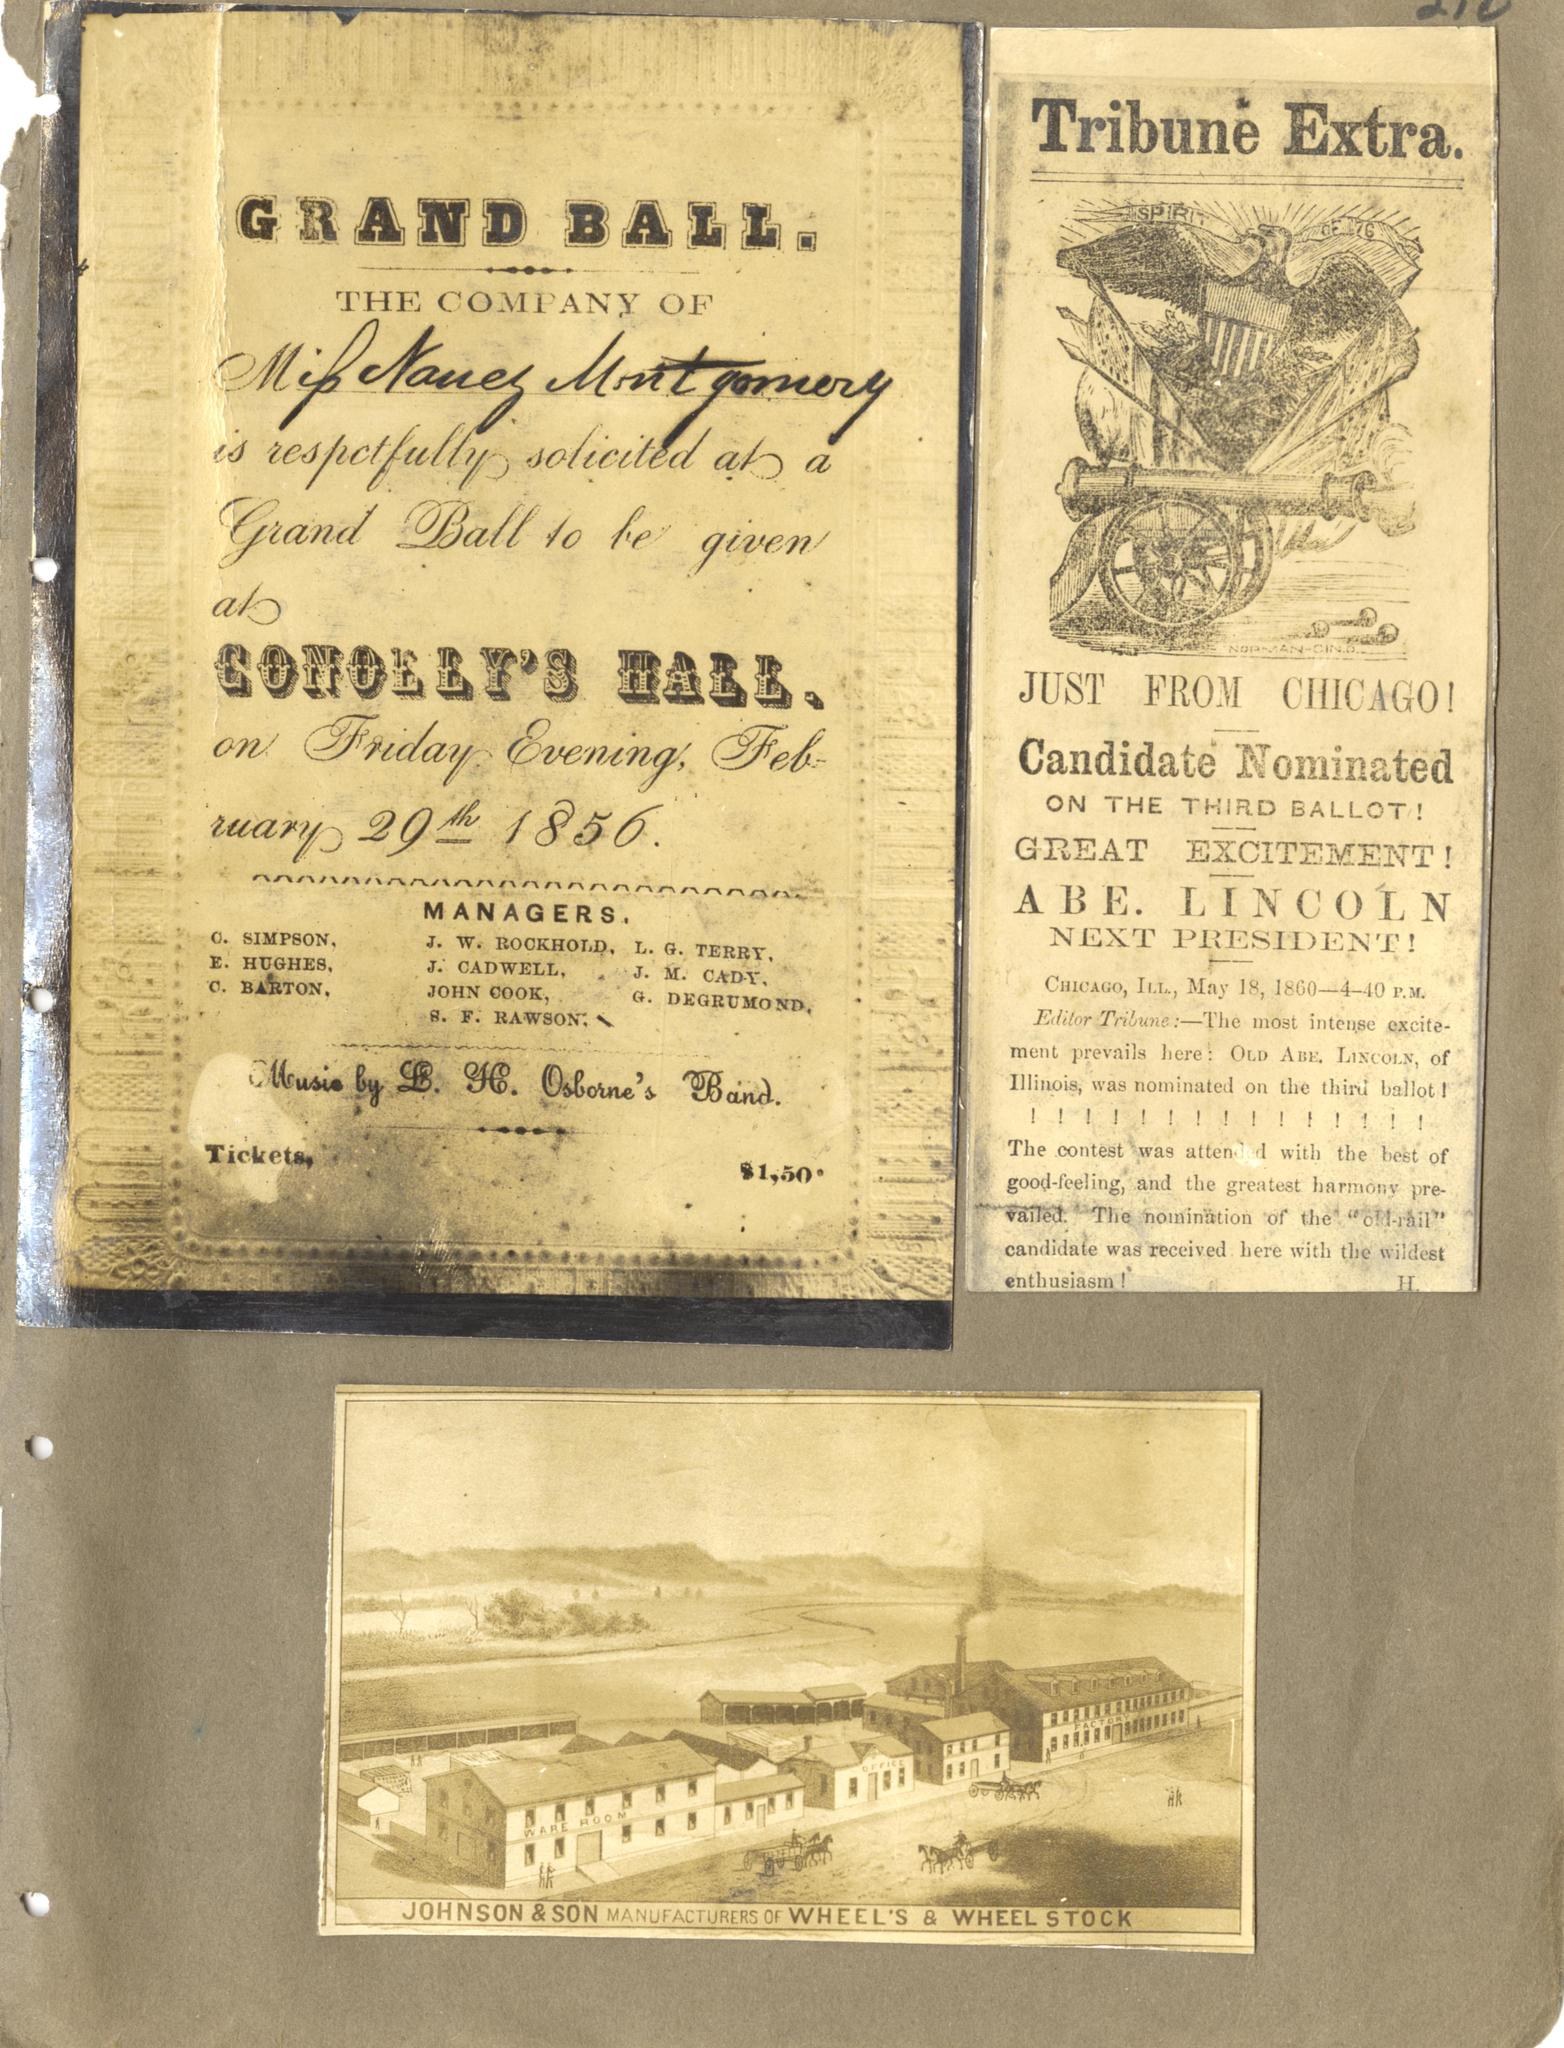 GRAND BALL.
THE COMPANY OF
Miss Nancy Montgomery
is respctfully solicited at a
Grand Ball to be given
at
CONOLLY'S HALL,
on Friday Evening, Feb-
ruary 29th 1856.
MANAGERS.
C. SIMPSON, J. W. ROCKHOLD, L. G. TERRY,
E. HUGHES, J. CADWELL, J. M. CADY,
C. BARTON, JOHN COOK, G. DEGRUMOND,
S. F. RAWSON,
Music by L. H. Osborne's Band.
Tickets, $1,50
Tribune Extra.
SPIRIT OF 76
NORMAN-CIN.O.
JUST FROM CHICAGO!
Candidate Nominated
ON THE THIRD BALLOT!
GREAT EXCITEMENT!
ABE. LINCOLN
NEXT PRESIDENT!
CHICAGO, ILL., May 18, 1860—4-40 P.M.
Editor Tribune:—The most intense excite-
ment prevails here: OLD ABE. LINCOLN, of
Illinois, was nominated on the third ballot!
! ! ! ! ! ! ! ! ! ! ! ! ! ! !
The contest was attended with the best of
good-feeling, and the greatest harmony pre-
vailed. The nomination of the "old-rail"
candidate was received here with the wildest
enthusiasm! H.
WARE ROOM
OFFICE
FACTORY
JOHNSON & SON MANUFACTURERS OF WHEEL'S & WHEEL STOCK